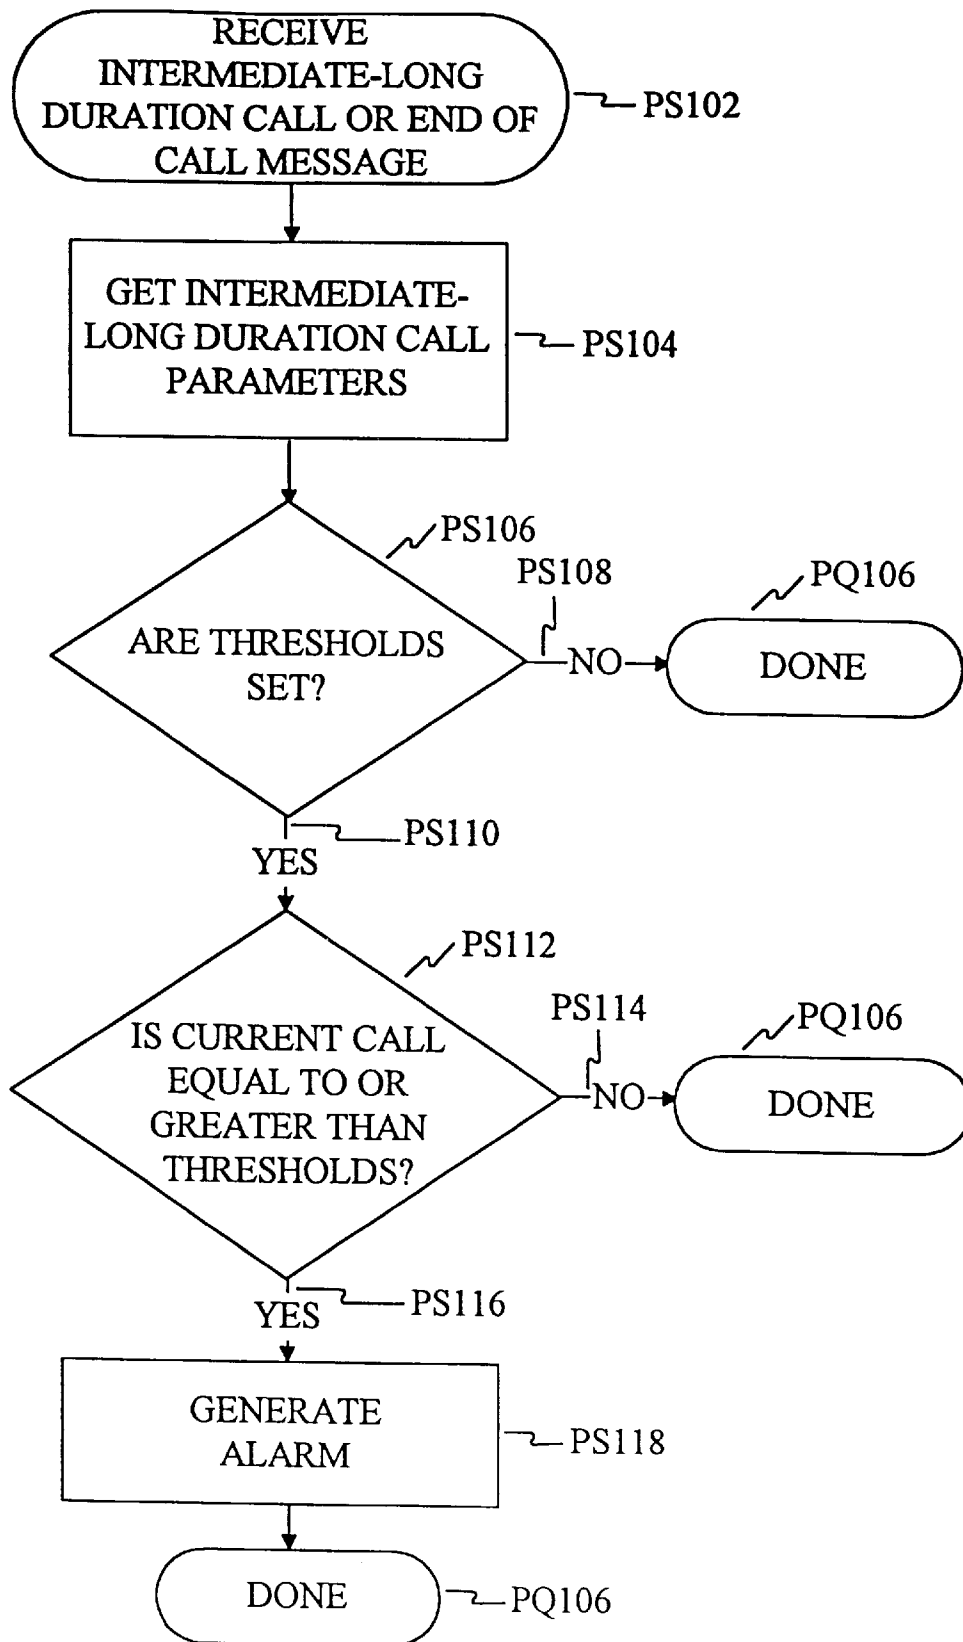 RECEIVE
INTERMEDIATE-LONG
DURATION CALL OR END OF
CALL MESSAGE
PS102
GET INTERMEDIATE-
LONG DURATION CALL
PARAMETERS
PS104
PS106
ARE THRESHOLDS
SET?
PS108
NO
PQ106
DONE
PS110
YES
PS112
IS CURRENT CALL
EQUAL TO OR
GREATER THAN
THRESHOLDS?
PS114
NO
PQ106
DONE
PS116
YES
GENERATE
ALARM
PS118
DONE
PQ106